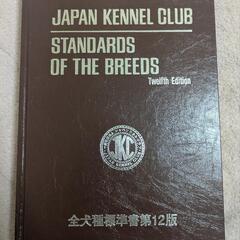 JAPAN KENNEL CLUB
STANDARDS
OF THE BREEDS
Twelfth Edition
全犬種標準書第12版